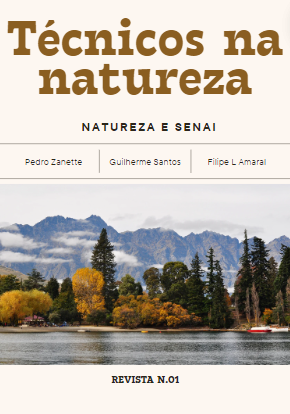 Técnicos na
natureza
NATUREZA E SENAI
Pedro Zanette
Guilherme Santos
Filipe L Amaral
REVISTA N.01